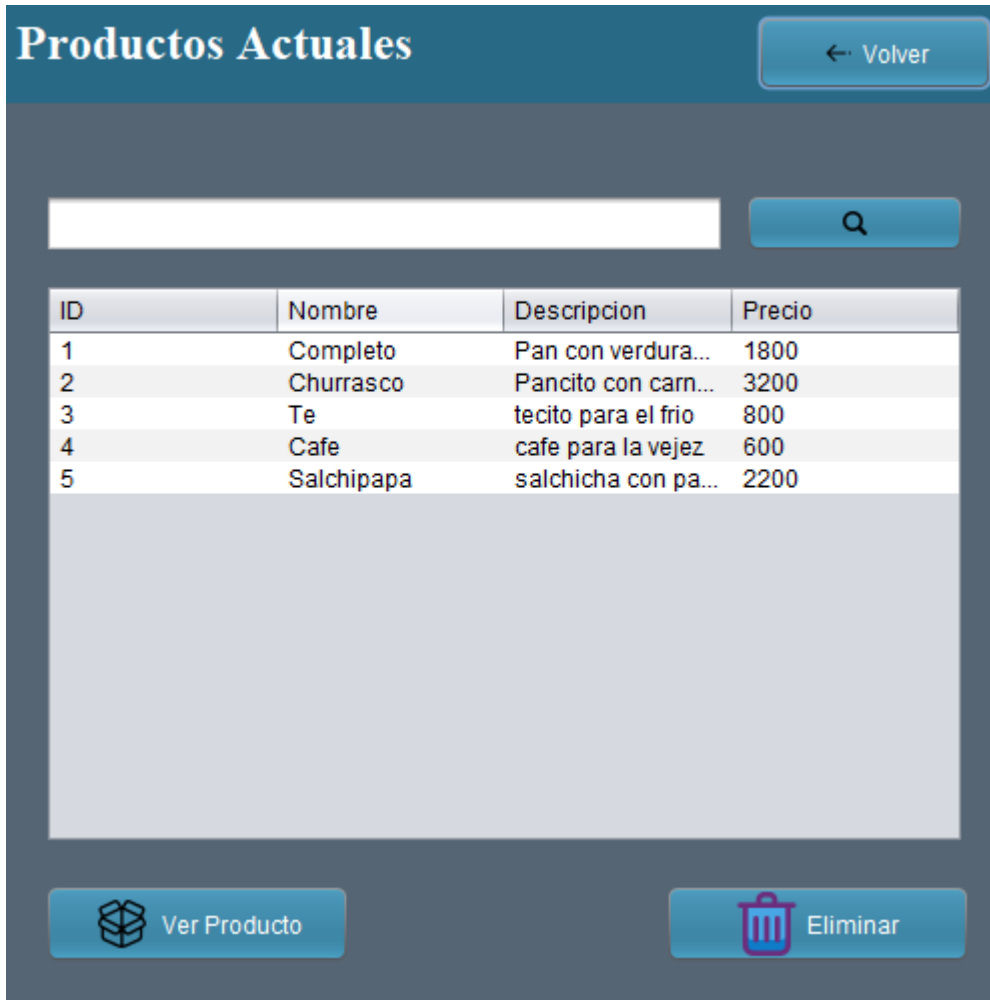 Productos Actuales
Volver
ID Nombre Descripcion Precio
1 Completo Pan con verdura... 1800
2 Churrasco Pancito con carn... 3200
3 Te tecito para el frio 800
4 Cafe cafe para la vejez 600
5 Salchipapa salchicha con pa... 2200
Ver Producto Eliminar